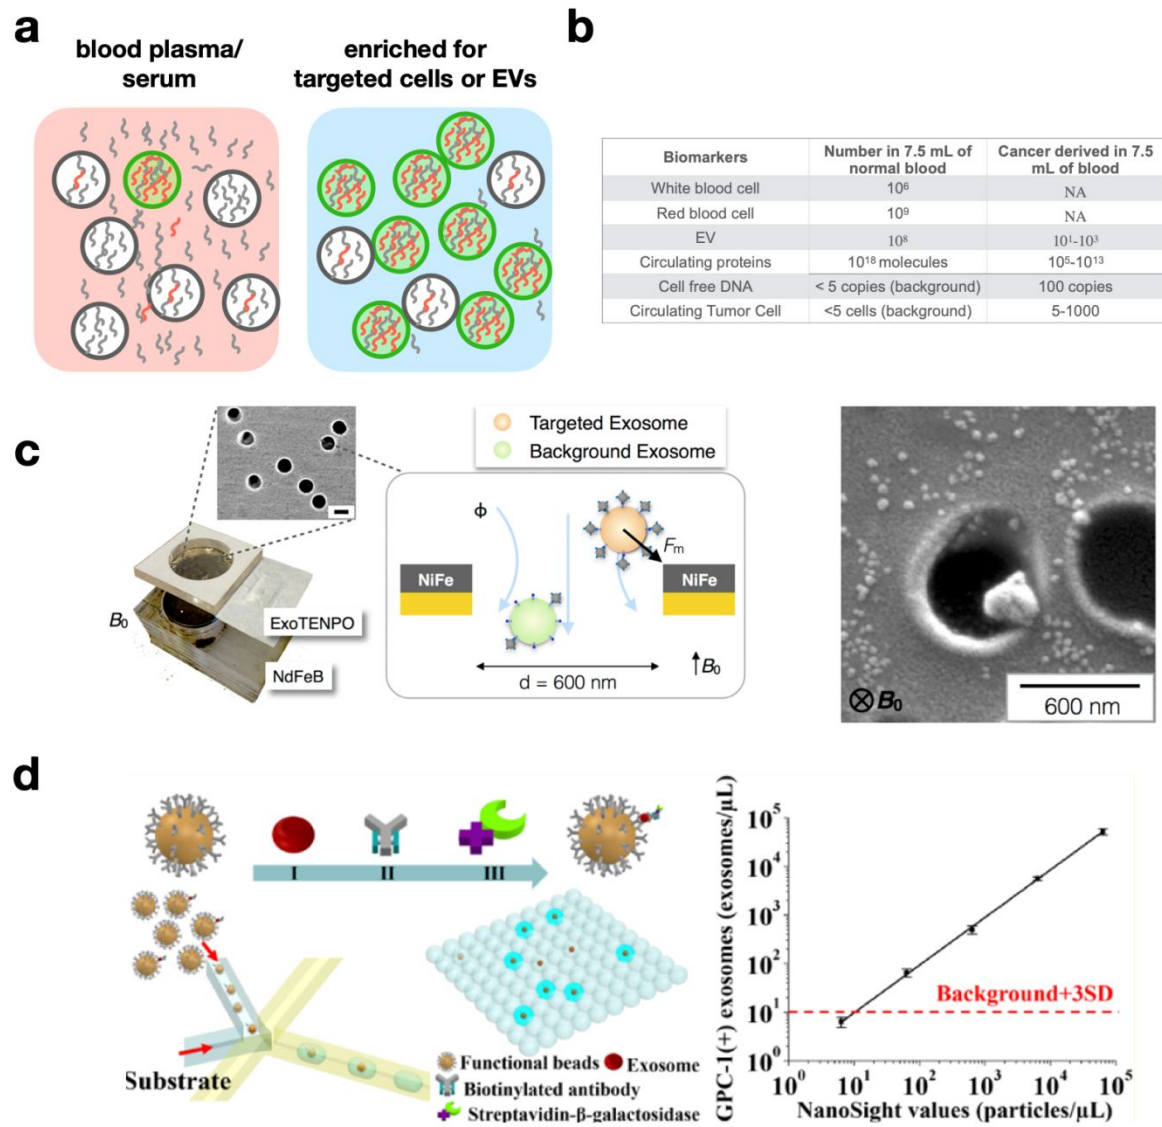 a
blood plasma/
serum
enriched for
targeted cells or EVs
b
Biomarkers Number in 7.5 mL of normal blood Cancer derived in 7.5 mL of blood
White blood cell 10⁶ NA
Red blood cell 10⁹ NA
EV 10⁸ 10¹-10³
Circulating proteins 10¹⁸ molecules 10⁵-10¹³
Cell free DNA < 5 copies (background) 100 copies
Circulating Tumor Cell <5 cells (background) 5-1000
c
B₀
ExoTENPO
NdFeB
Targeted Exosome
Background Exosome
ϕ
Fₘ
NiFe
NiFe
d = 600 nm
↑B₀
⊗B₀
600 nm
d
I II III
Substrate
Functional beads Exosome
Biotinylated antibody
Streptavidin-β-galactosidase
GPC-1(+) exosomes (exosomes/μL)
10⁵
10⁴
10³
10²
10¹
10⁰
Background+3SD
10⁰ 10¹ 10² 10³ 10⁴ 10⁵
NanoSight values (particles/μL)